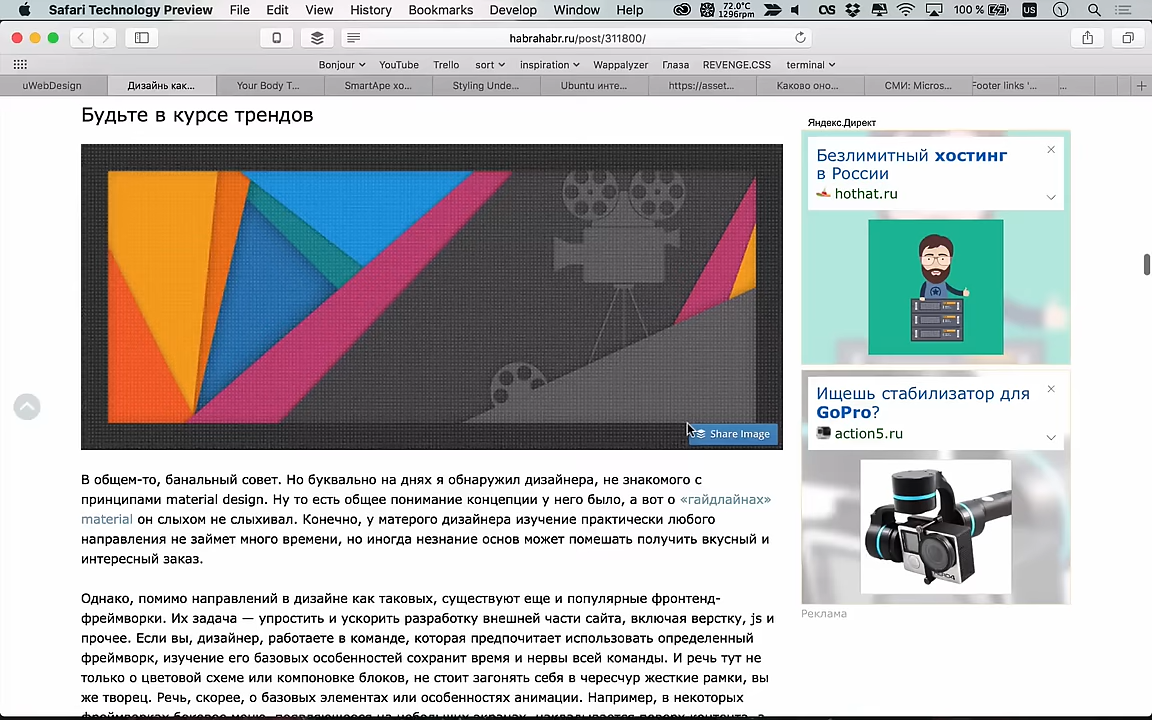 Safari Technology Preview File Edit View History Bookmarks Develop Window Help
72.0°C
1296rpm
100 %
US
habrahabr.ru/post/311800/
Bonjour YouTube Trello sort inspiration Wappalyzer Глаза REVENGE.CSS terminal
uWebDesign Дизайнь как... Your Body T... SmartApe хо... Styling Unde... Ubuntu инте... https://asset... Каково оно... СМИ: Micros... Footer links '...
Будьте в курсе трендов
Share Image
В общем-то, банальный совет. Но буквально на днях я обнаружил дизайнера, не знакомого с
принципами material design. Ну то есть общее понимание концепции у него было, а вот о «гайдлайнах»
material он слыхом не слыхивал. Конечно, у матерого дизайнера изучение практически любого
направления не займет много времени, но иногда незнание основ может помешать получить вкусный и
интересный заказ.
Однако, помимо направлений в дизайне как таковых, существуют еще и популярные фронтенд-
фреймворки. Их задача — упростить и ускорить разработку внешней части сайта, включая верстку, js и
прочее. Если вы, дизайнер, работаете в команде, которая предпочитает использовать определенный
фреймворк, изучение его базовых особенностей сохранит время и нервы всей команды. И речь тут не
только о цветовой схеме или компоновке блоков, не стоит загонять себя в чересчур жесткие рамки, вы
же творец. Речь, скорее, о базовых элементах или особенностях анимации. Например, в некоторых
Яндекс.Директ
Безлимитный хостинг
в России
hothat.ru
Ищешь стабилизатор для
GoPro?
action5.ru
Реклама